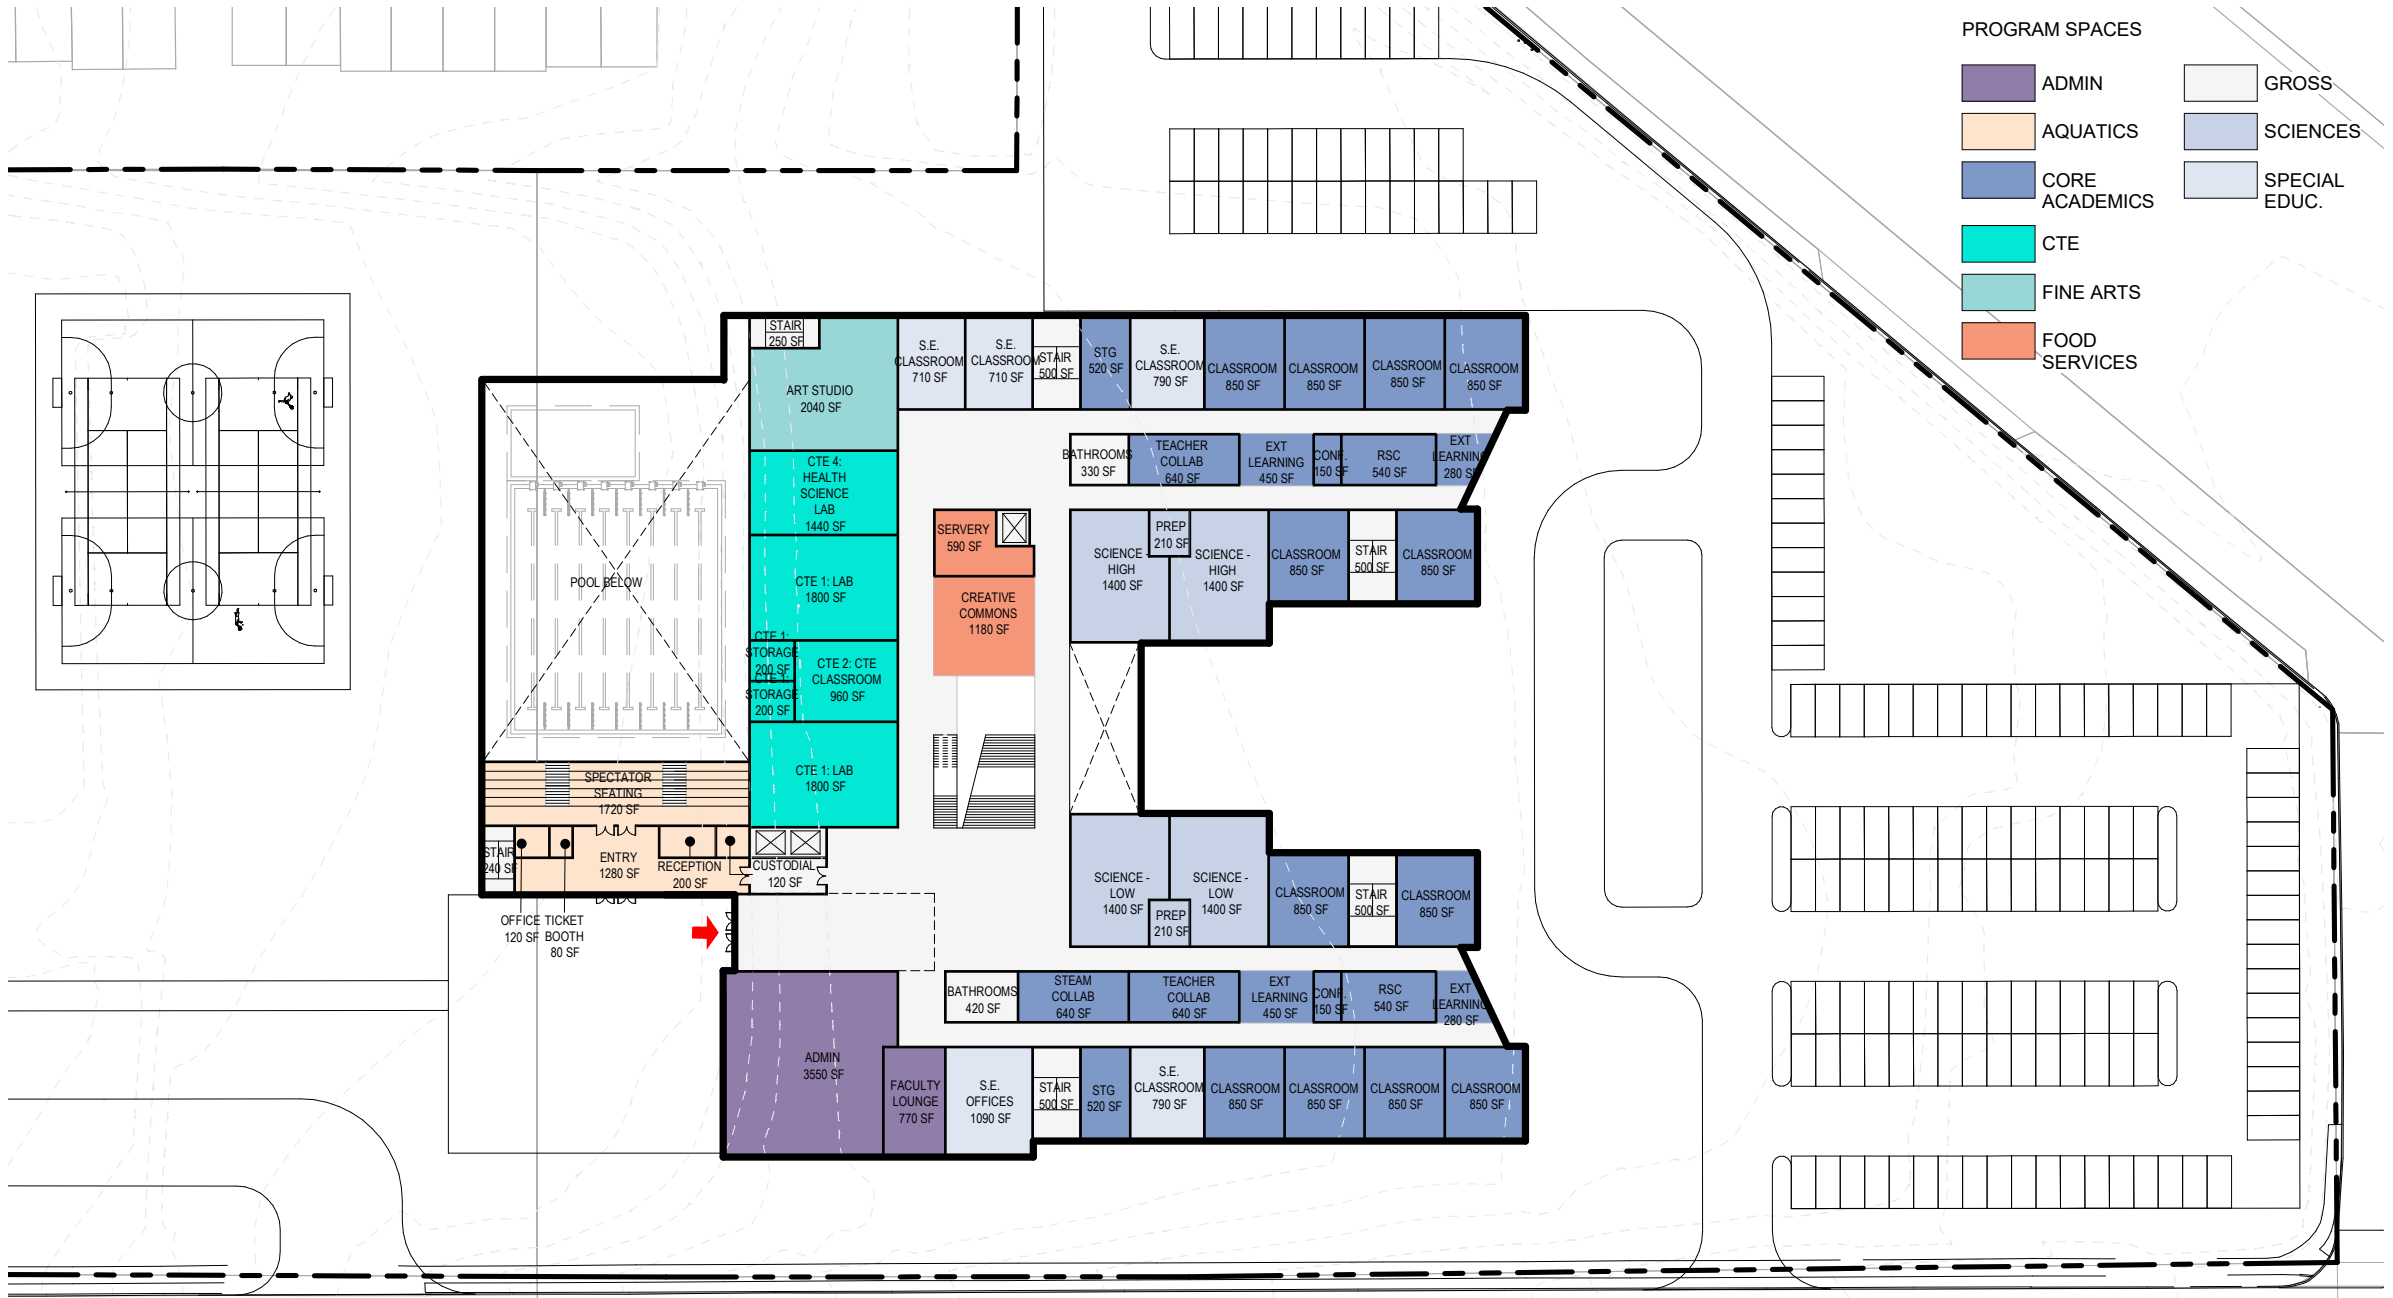 PROGRAM SPACES
ADMIN
GROSS
AQUATICS
SCIENCES
CORE
ACADEMICS
SPECIAL
EDUC.
CTE
FINE ARTS
FOOD
SERVICES
STAIR
250 SF
ART STUDIO
2040 SF
S.E.
CLASSROOM
710 SF
S.E.
CLASSROOM
710 SF
STAIR
500 SF
STG
520 SF
S.E.
CLASSROOM
790 SF
CLASSROOM
850 SF
CLASSROOM
850 SF
CLASSROOM
850 SF
CLASSROOM
850 SF
BATHROOMS
330 SF
TEACHER
COLLAB
640 SF
EXT
LEARNING
450 SF
CONF.
150 SF
RSC
540 SF
EXT
LEARNING
280 SF
CTE 4:
HEALTH
SCIENCE
LAB
1440 SF
SERVERY
590 SF
CREATIVE
COMMONS
1180 SF
SCIENCE -
HIGH
1400 SF
PREP
210 SF
SCIENCE -
HIGH
1400 SF
CLASSROOM
850 SF
STAIR
500 SF
CLASSROOM
850 SF
POOL BELOW
CTE 1: LAB
1800 SF
CTE 1:
STORAGE
200 SF
CTE 1:
STORAGE
200 SF
CTE 2: CTE
CLASSROOM
960 SF
CTE 1: LAB
1800 SF
SPECTATOR
SEATING
1720 SF
STAIR
240 SF
ENTRY
1280 SF
RECEPTION
200 SF
CUSTODIAL
120 SF
OFFICE
120 SF
TICKET
BOOTH
80 SF
SCIENCE -
LOW
1400 SF
PREP
210 SF
SCIENCE -
LOW
1400 SF
CLASSROOM
850 SF
STAIR
500 SF
CLASSROOM
850 SF
BATHROOMS
420 SF
STEAM
COLLAB
640 SF
TEACHER
COLLAB
640 SF
EXT
LEARNING
450 SF
CONF.
150 SF
RSC
540 SF
EXT
LEARNING
280 SF
ADMIN
3550 SF
FACULTY
LOUNGE
770 SF
S.E.
OFFICES
1090 SF
STAIR
500 SF
STG
520 SF
S.E.
CLASSROOM
790 SF
CLASSROOM
850 SF
CLASSROOM
850 SF
CLASSROOM
850 SF
CLASSROOM
850 SF